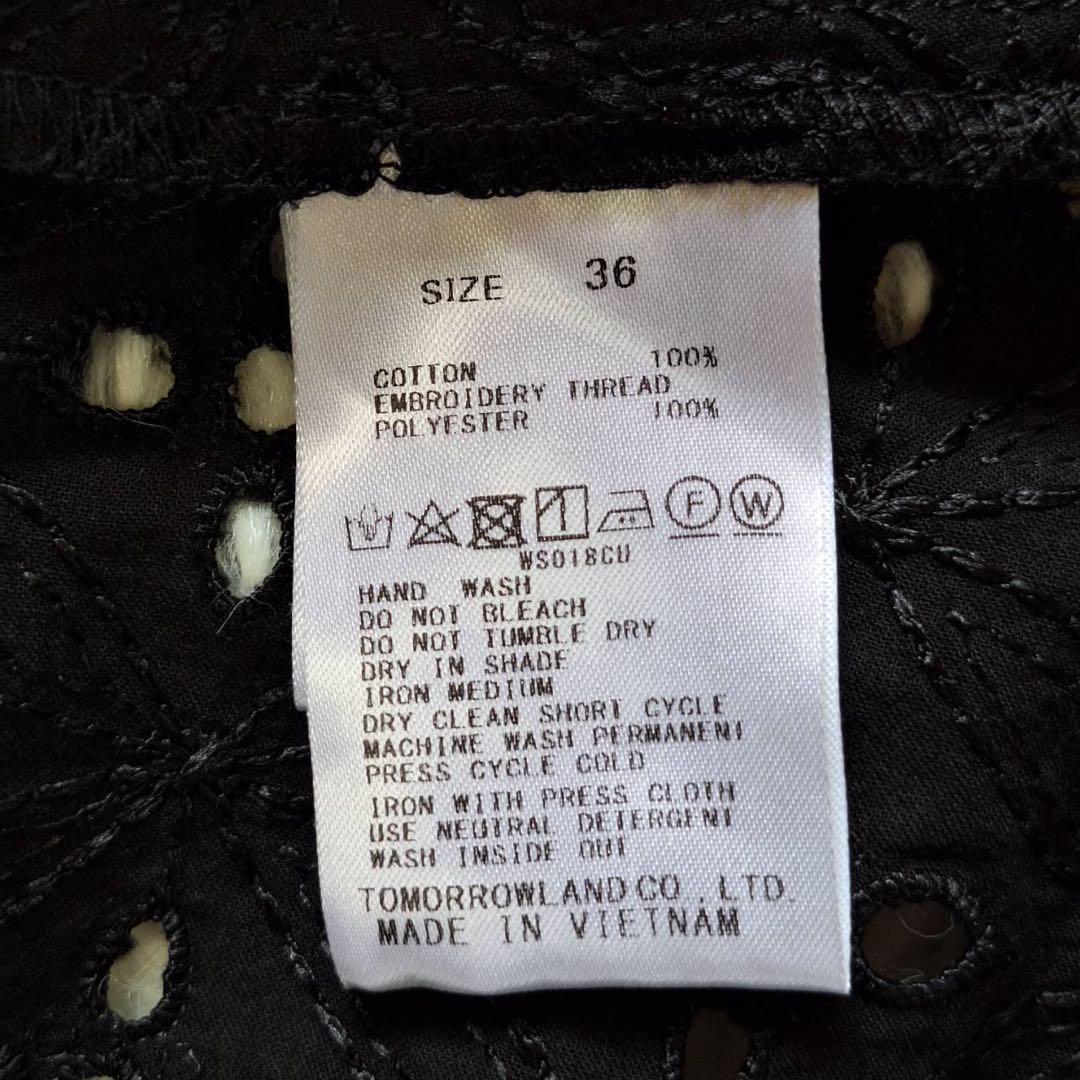 SIZE 36
COTTON 100%
EMBROIDERY THREAD
POLYESTER 100%
F W
WS018CU
HAND WASH
DO NOT BLEACH
DO NOT TUMBLE DRY
DRY IN SHADE
IRON MEDIUM
DRY CLEAN SHORT CYCLE
MACHINE WASH PERMANENT
PRESS CYCLE COLD
IRON WITH PRESS CLOTH
USE NEUTRAL DETERGENT
WASH INSIDE OUT
TOMORROWLAND CO., LTD.
MADE IN VIETNAM